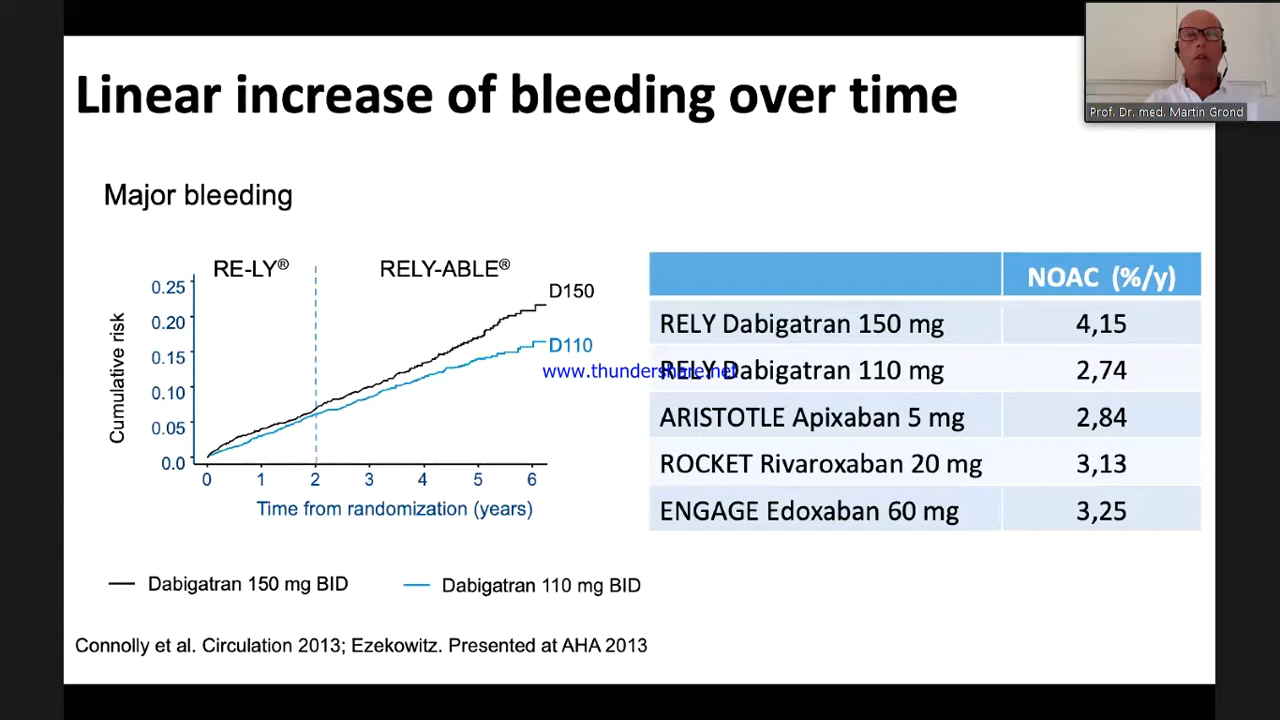 Linear increase of bleeding over time
Prof. Dr. med. Martin Grond
Major bleeding
RE-LY®
RELY-ABLE®
Cumulative risk
0.25
0.20
0.15
0.10
0.05
0.0
D150
D110
0 1 2 3 4 5 6
Time from randomization (years)
Dabigatran 150 mg BID
Dabigatran 110 mg BID
NOAC (%/y)
RELY Dabigatran 150 mg 4,15
RELY Dabigatran 110 mg 2,74
ARISTOTLE Apixaban 5 mg 2,84
ROCKET Rivaroxaban 20 mg 3,13
ENGAGE Edoxaban 60 mg 3,25
www.thundershare.net
Connolly et al. Circulation 2013; Ezekowitz. Presented at AHA 2013